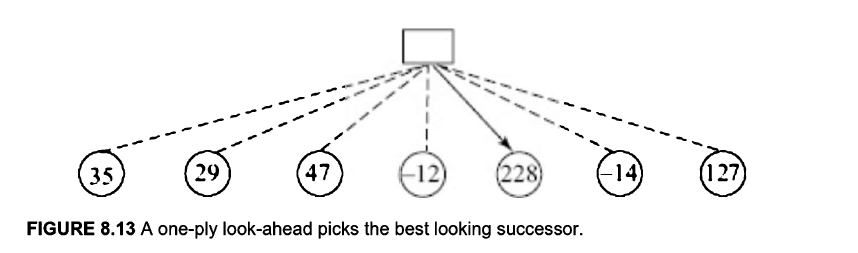 35 29 47 –12 228 –14 127
FIGURE 8.13 A one-ply look-ahead picks the best looking successor.